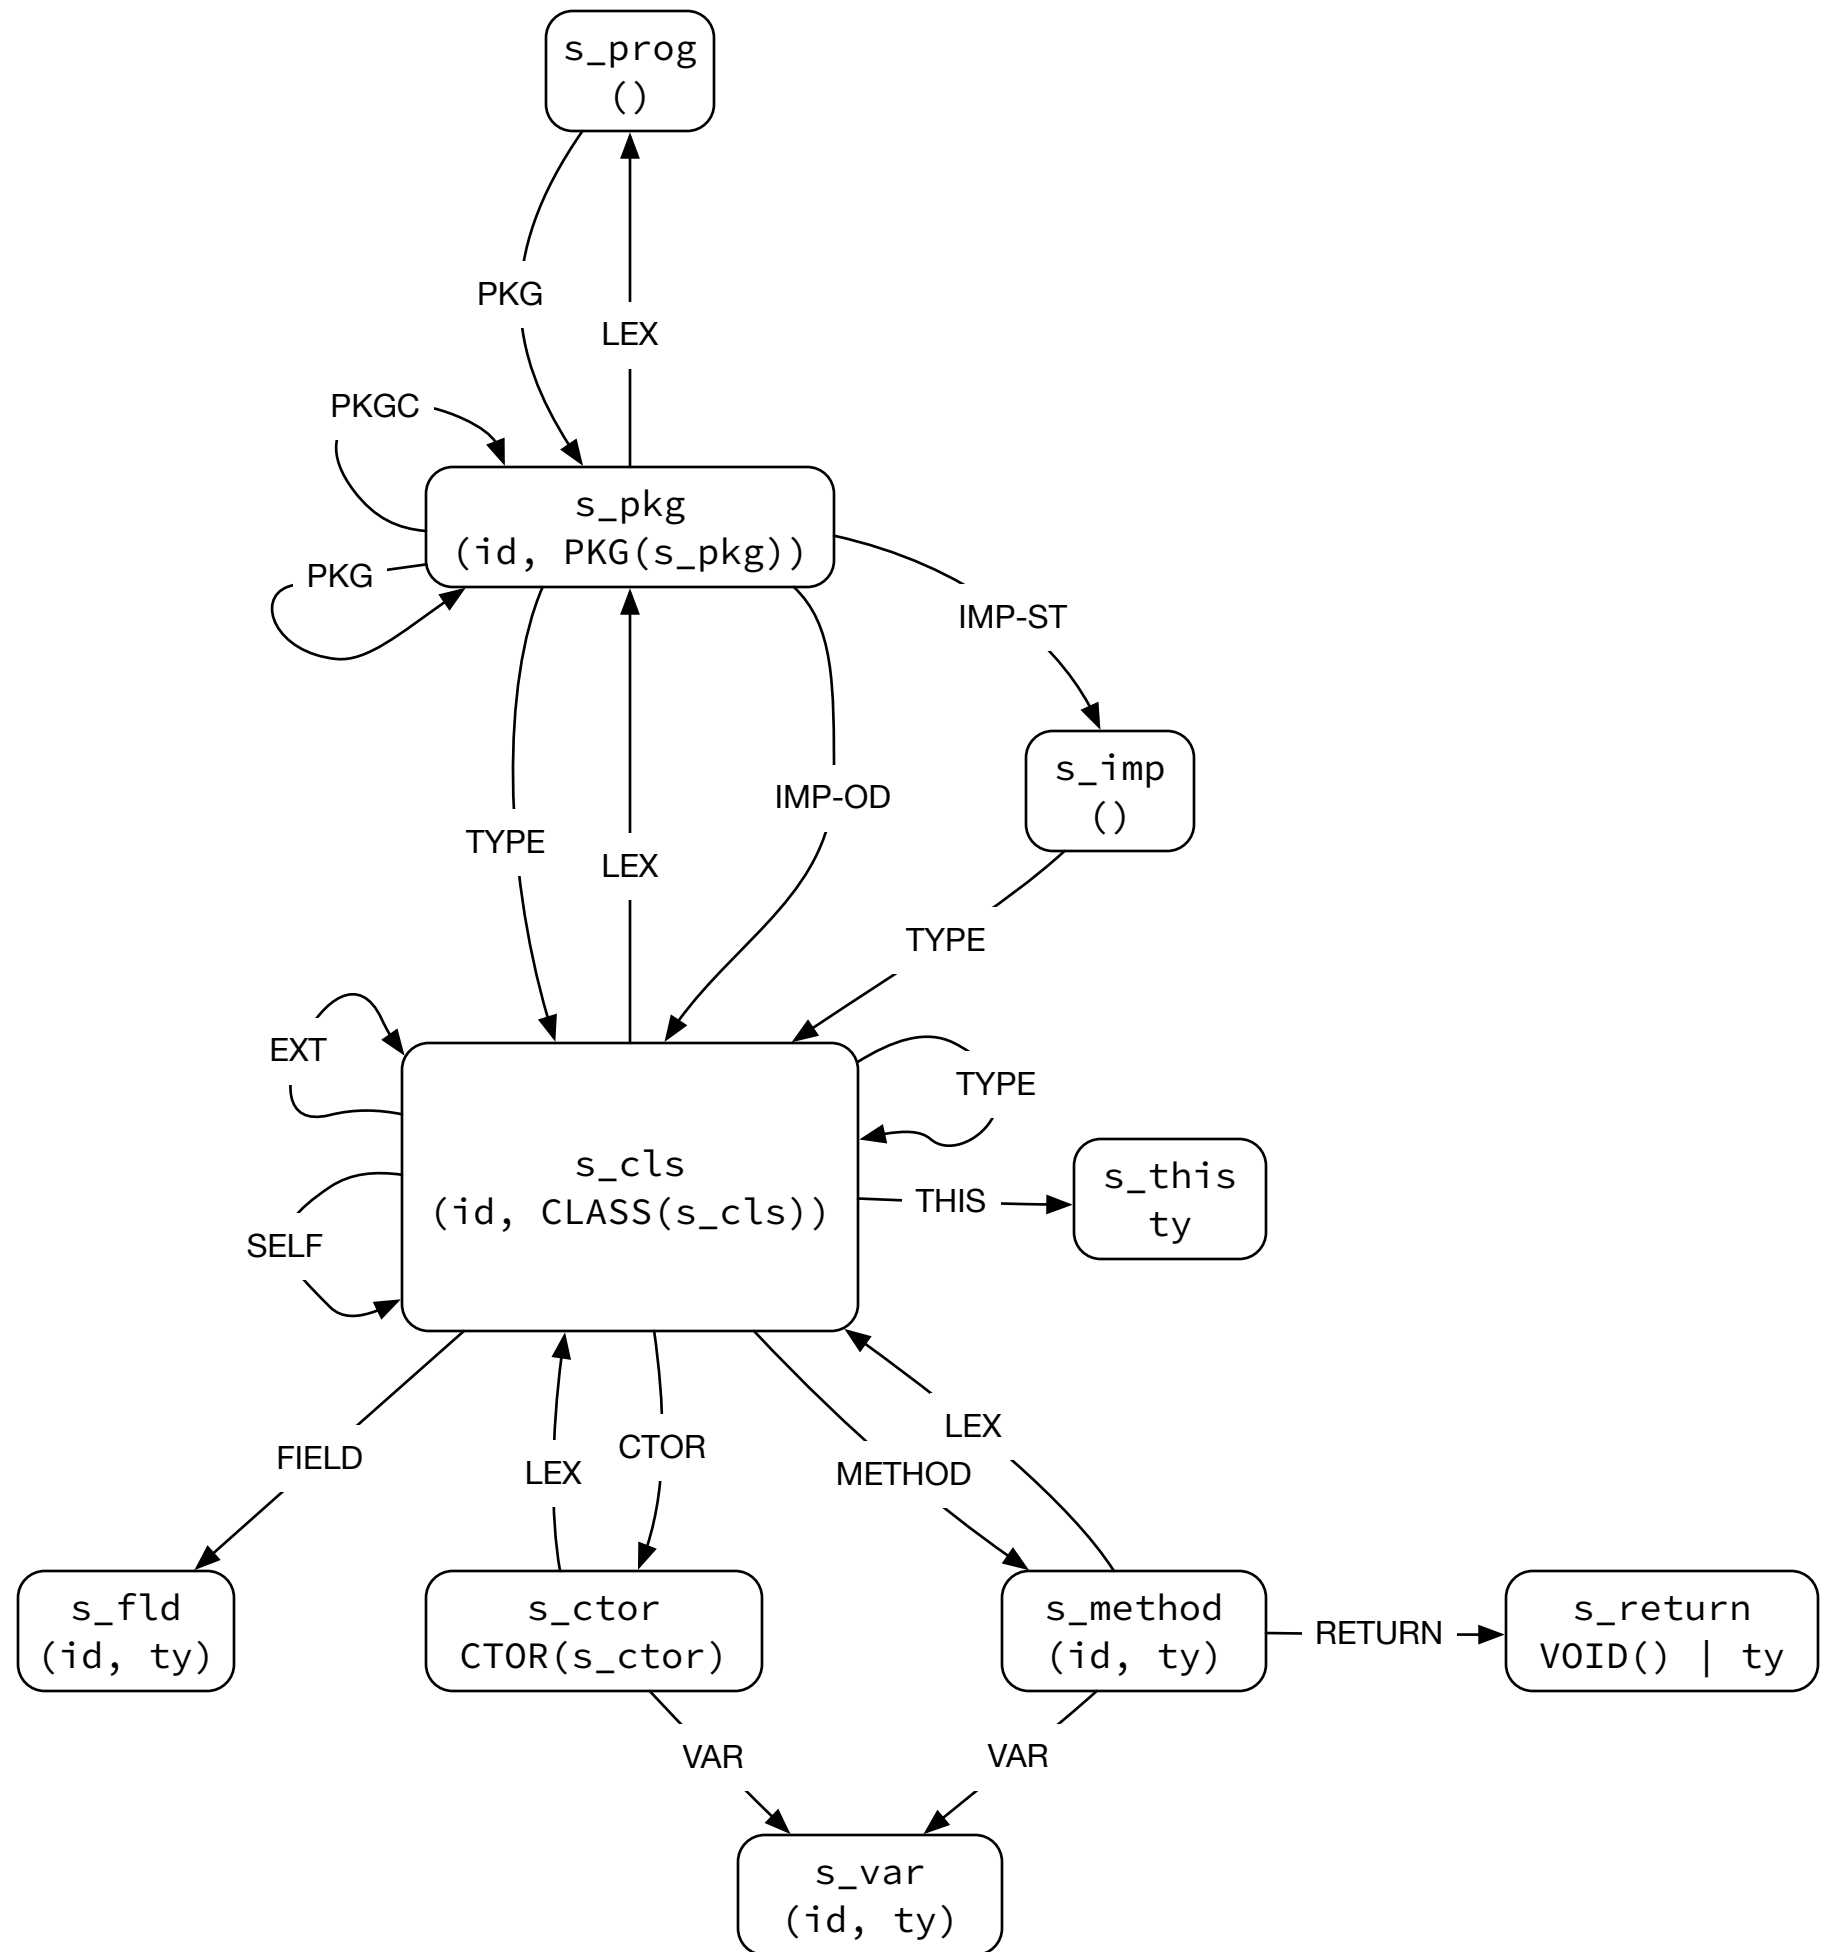 s_prog
()
PKG
LEX
PKGC
s_pkg
(id, PKG(s_pkg))
PKG
IMP-ST
s_imp
()
IMP-OD
TYPE
LEX
TYPE
EXT
TYPE
s_cls
(id, CLASS(s_cls))
THIS
s_this
ty
SELF
LEX
CTOR
FIELD
LEX
METHOD
s_fld
(id, ty)
s_ctor
CTOR(s_ctor)
s_method
(id, ty)
RETURN
s_return
VOID() | ty
VAR
VAR
s_var
(id, ty)